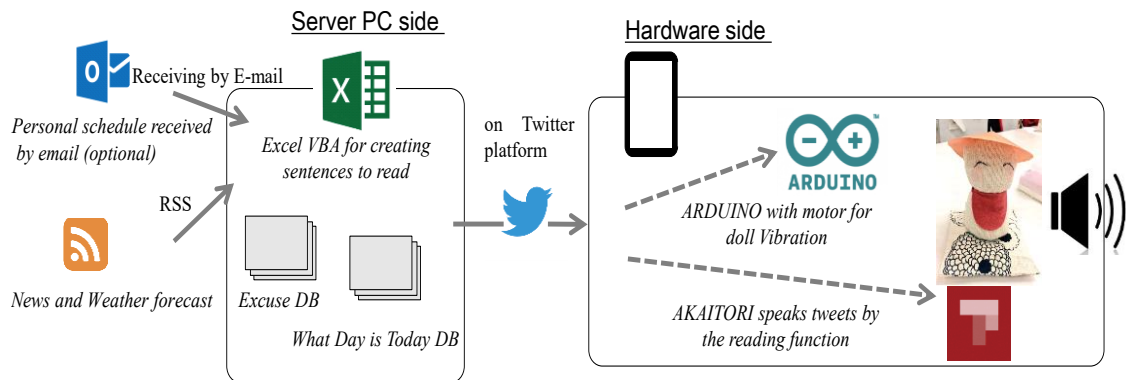 Server PC side
Hardware side
Receiving by E-mail
Personal schedule received
by email (optional)
Excel VBA for creating
sentences to read
on Twitter
platform
ARDUINO
TM
ARDUINO with motor for
doll Vibration
RSS
News and Weather forecast
Excuse DB
What Day is Today DB
AKAITORI speaks tweets by
the reading function
O
X
T